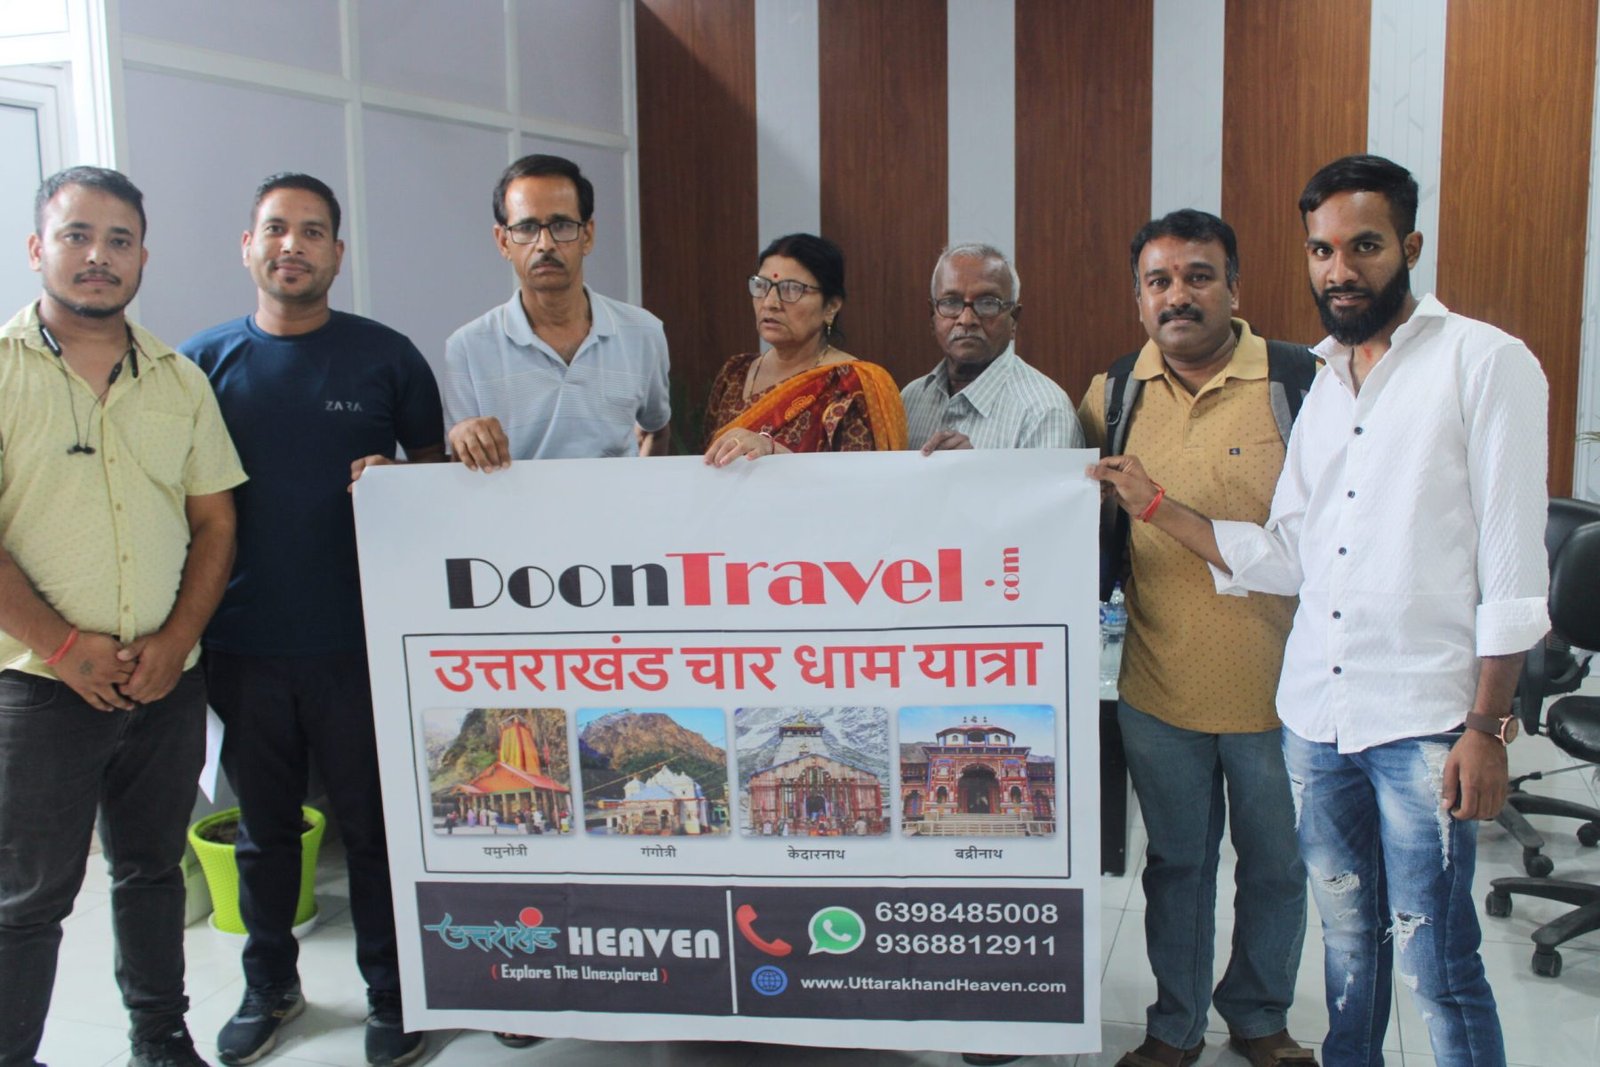 ZARA
DoonTravel.com
उत्तराखंड चार धाम यात्रा
यमुनोत्री गंगोत्री केदारनाथ बद्रीनाथ
उत्तराखंड HEAVEN
( Explore The Unexplored )
6398485008
9368812911
www.UttarakhandHeaven.com